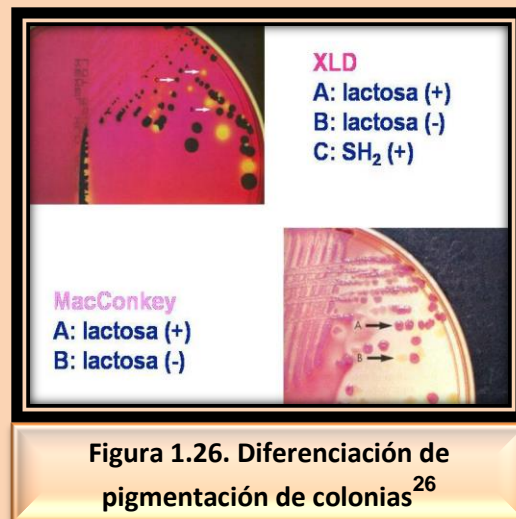 XLD
A: lactosa (+)
B: lactosa (-)
C: SH₂ (+)
MacConkey
A: lactosa (+)
B: lactosa (-)
A
B
Figura 1.26. Diferenciación de
pigmentación de colonias²⁶